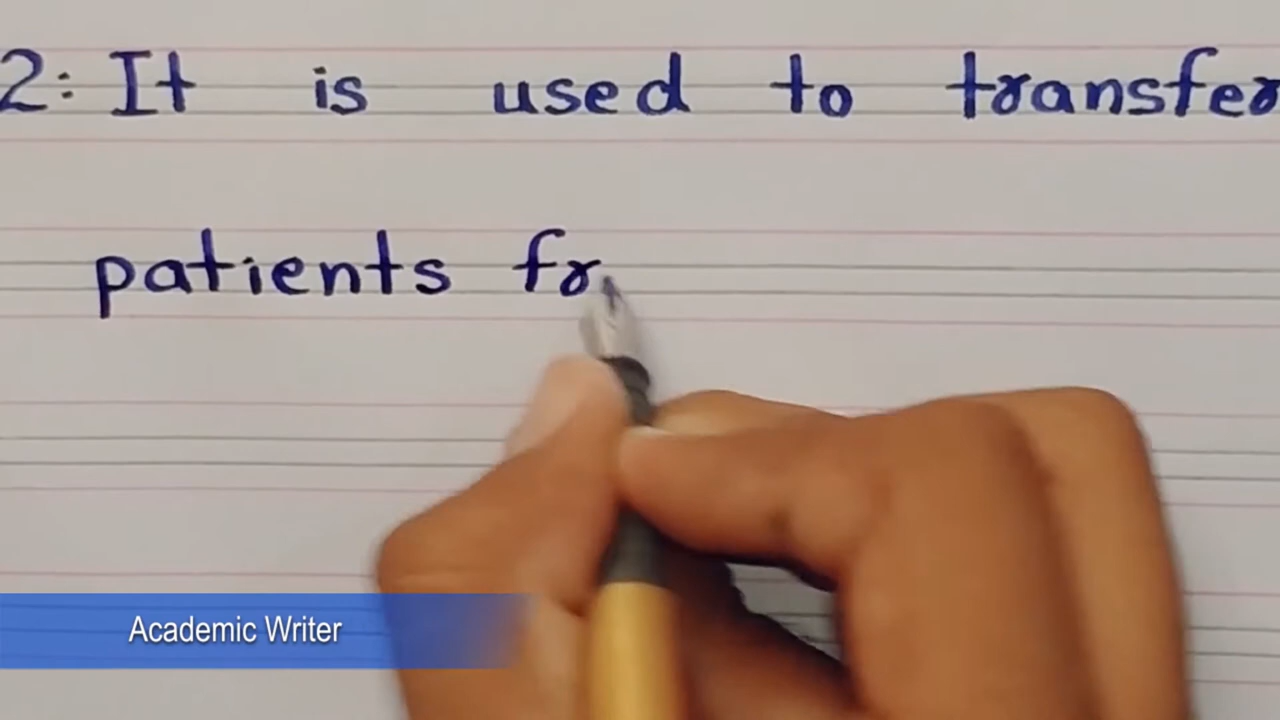 2: It is used to transfer
patients fr
Academic Writer